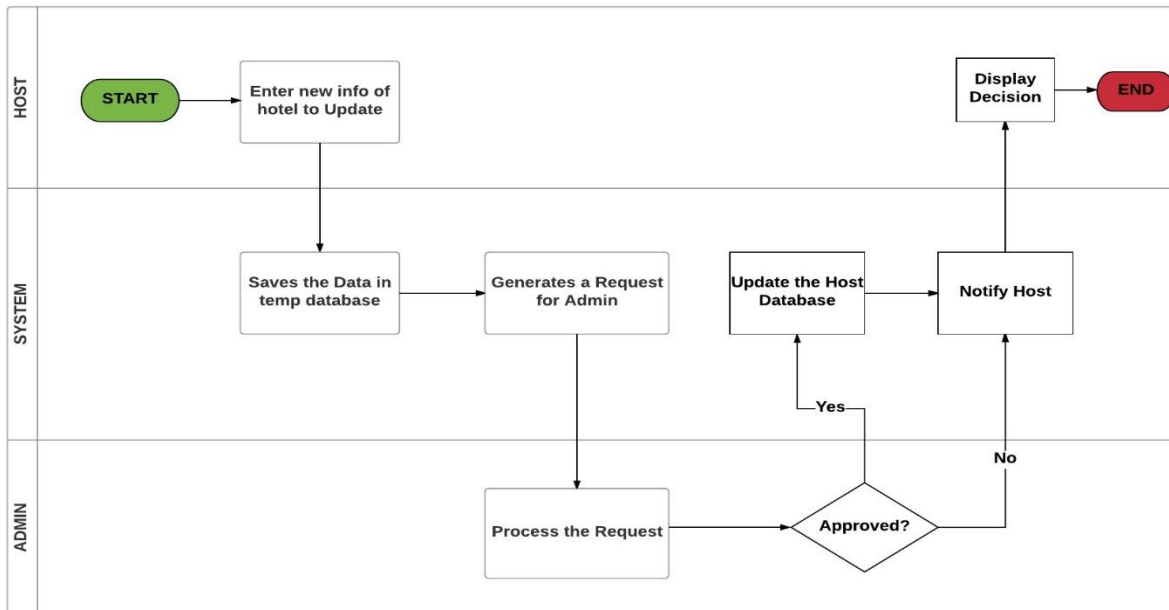 HOST
START
Enter new info of
hotel to Update
Display
Decision
END
SYSTEM
Saves the Data in
temp database
Generates a Request
for Admin
Update the Host
Database
Notify Host
Yes
No
ADMIN
Process the Request
Approved?